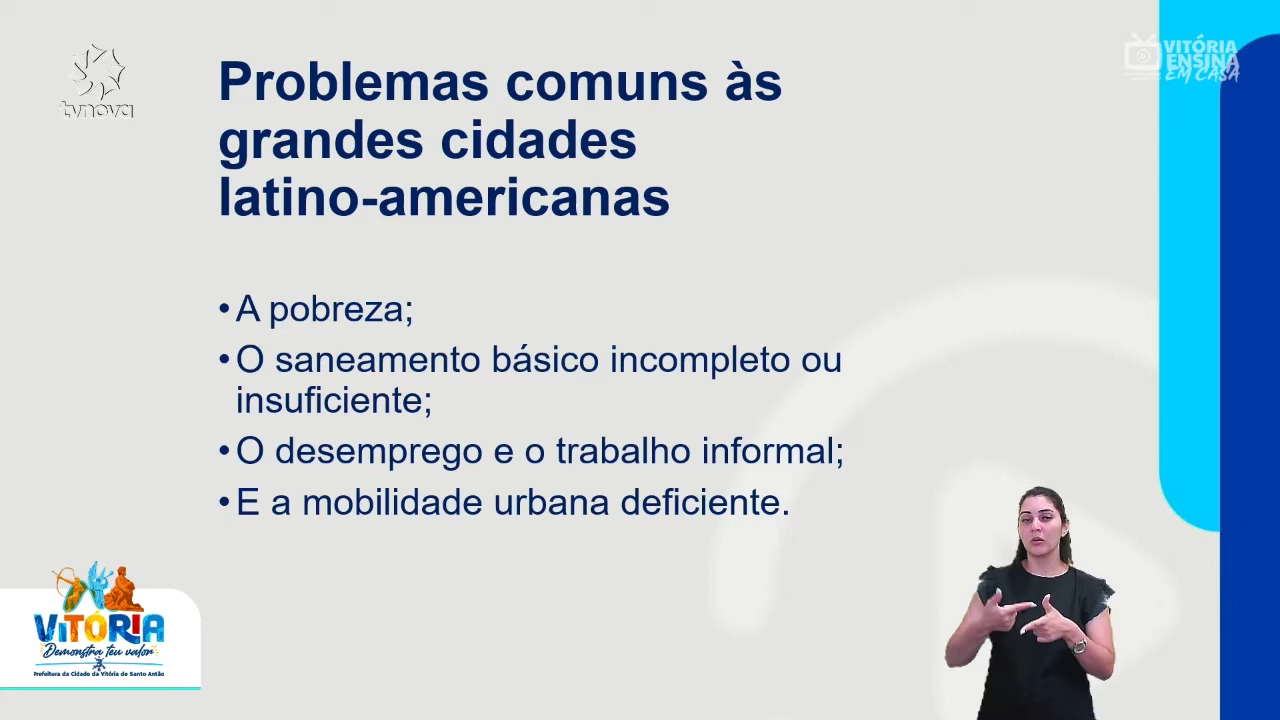 tvnova
VITÓRIA
ENSINA
EM CASA
Problemas comuns às
grandes cidades
latino-americanas
•A pobreza;
•O saneamento básico incompleto ou
insuficiente;
•O desemprego e o trabalho informal;
•E a mobilidade urbana deficiente.
ViTÓRIA
Demonstra teu valor
Prefeitura da Cidade da Vitória de Santo Antão